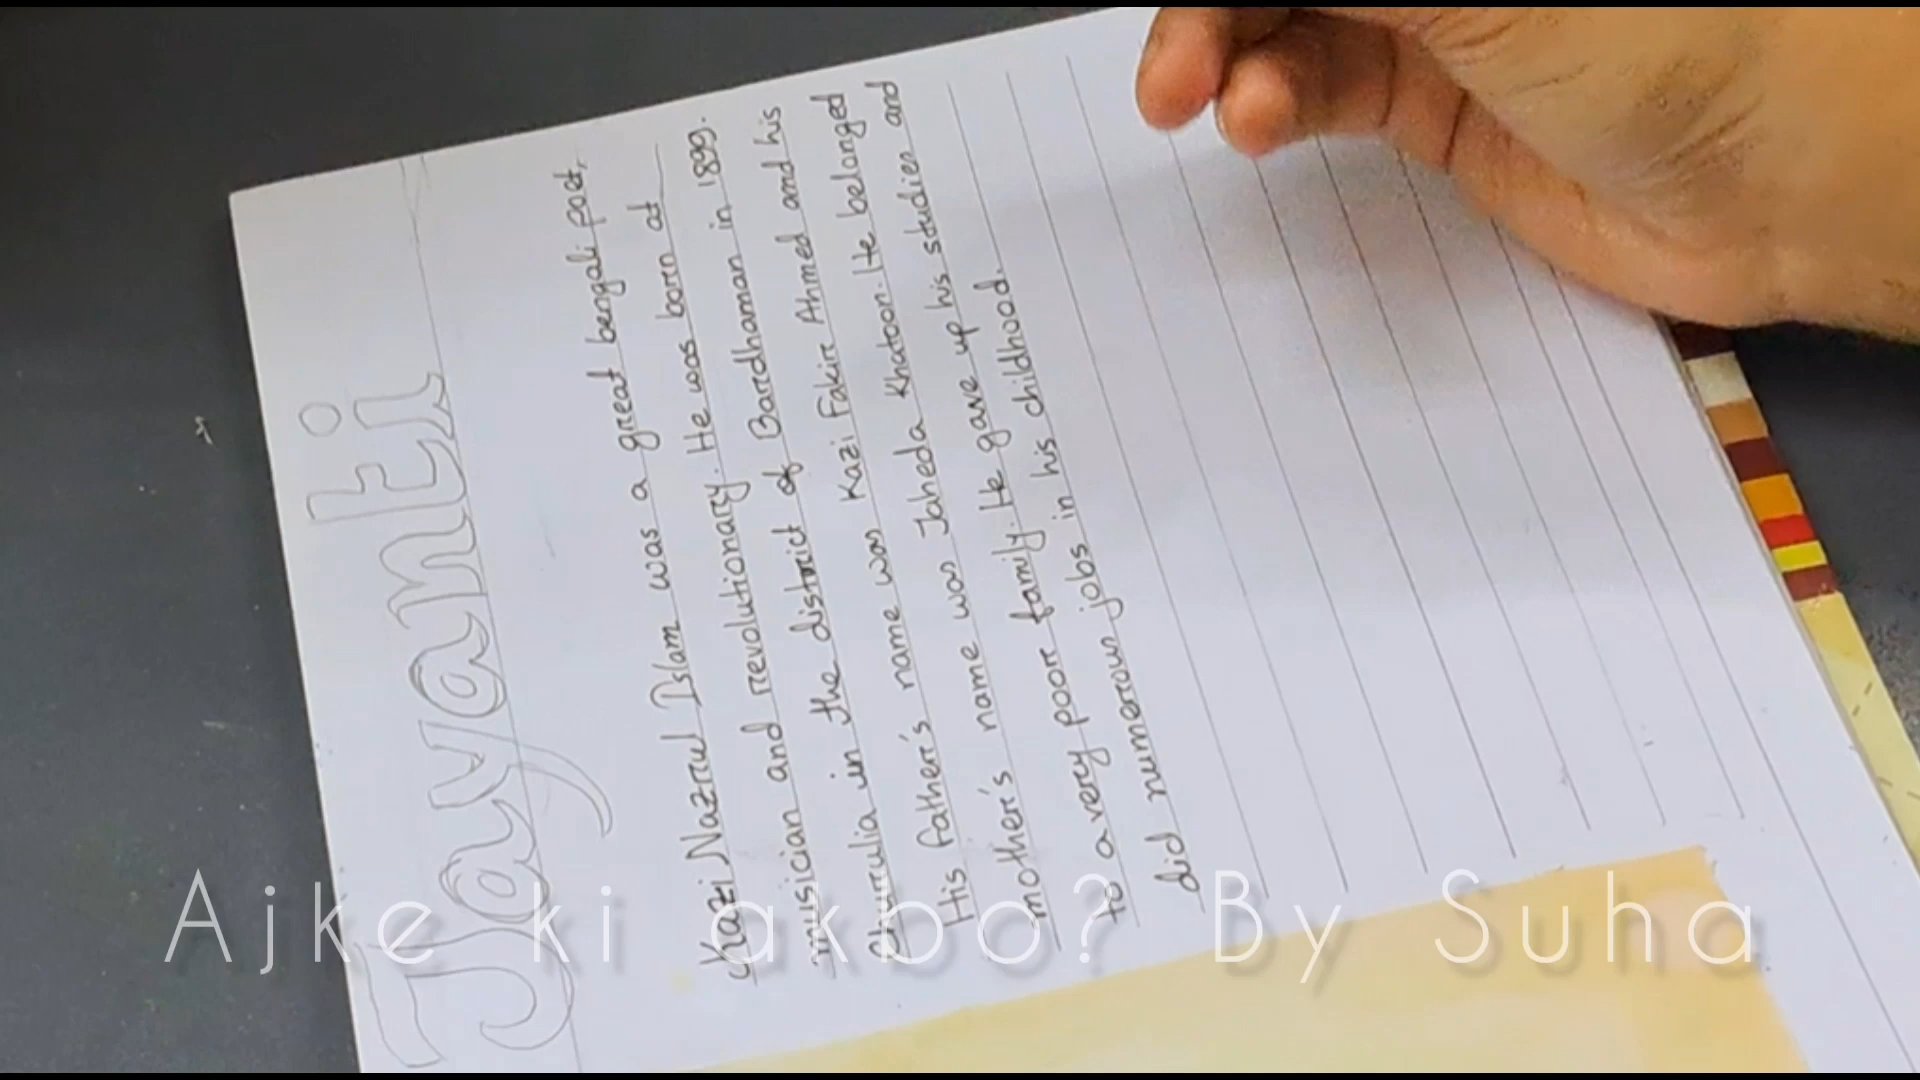 Jayanti
Kazi Nazrul Islam was a great bengali poet,
musician and revolutionary. He was born at
Churulia in the district of Bardhaman in 1899.
His father's name was Kazi Fakir Ahmed and his
mother's name was Jaheda Khatoon. He belonged
to a very poor family. He gave up his studies and
did numerous jobs in his childhood.
Ajke ki akbo? By Suha